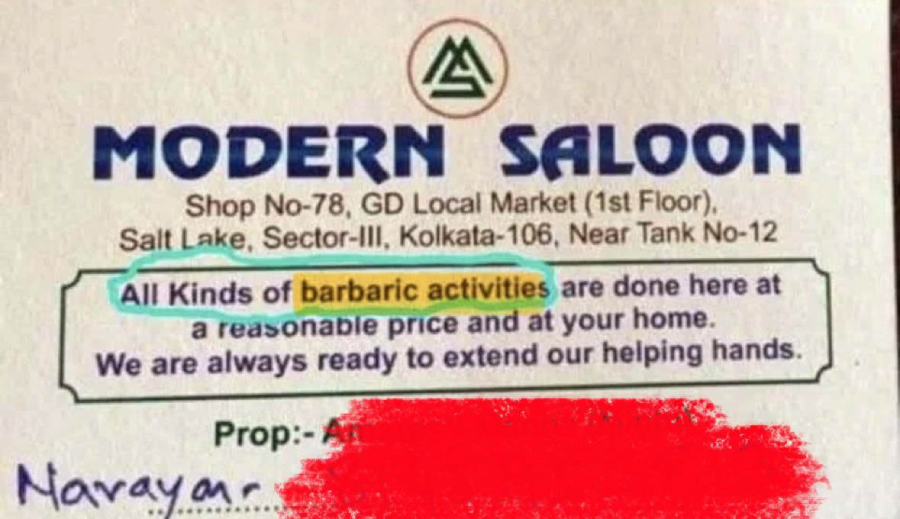 MS
MODERN SALOON
Shop No-78, GD Local Market (1st Floor),
Salt Lake, Sector-III, Kolkata-106, Near Tank No-12
All Kinds of barbaric activities are done here at
a reasonable price and at your home.
We are always ready to extend our helping hands.
Prop:-
Narayan